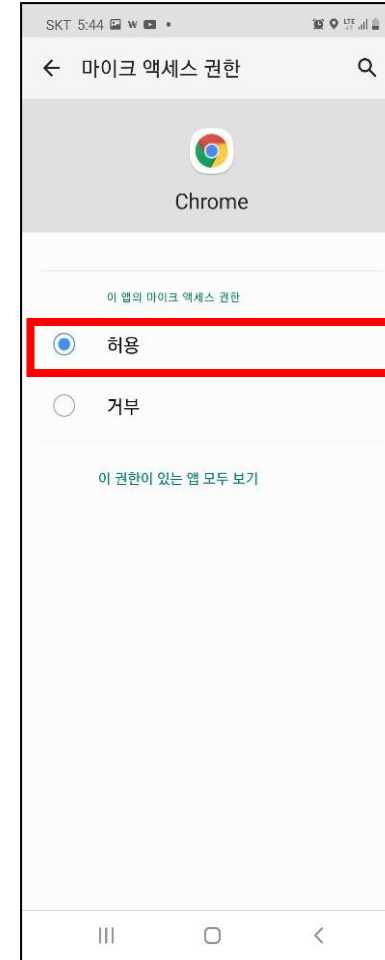 SKT 5:44 W
LTE
마이크 액세스 권한
Chrome
이 앱의 마이크 액세스 권한
허용
거부
이 권한이 있는 앱 모두 보기